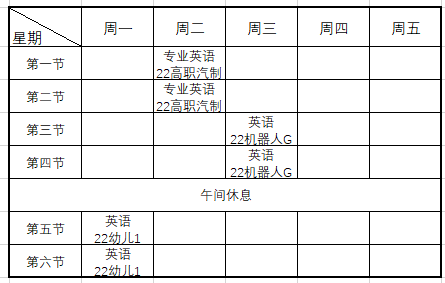 周一 周二 周三 周四 周五
星期
第一节 专业英语
22高职汽制
第二节 专业英语
22高职汽制
第三节 英语
22机器人G
第四节 英语
22机器人G
午间休息
第五节 英语
22幼儿1
第六节 英语
22幼儿1